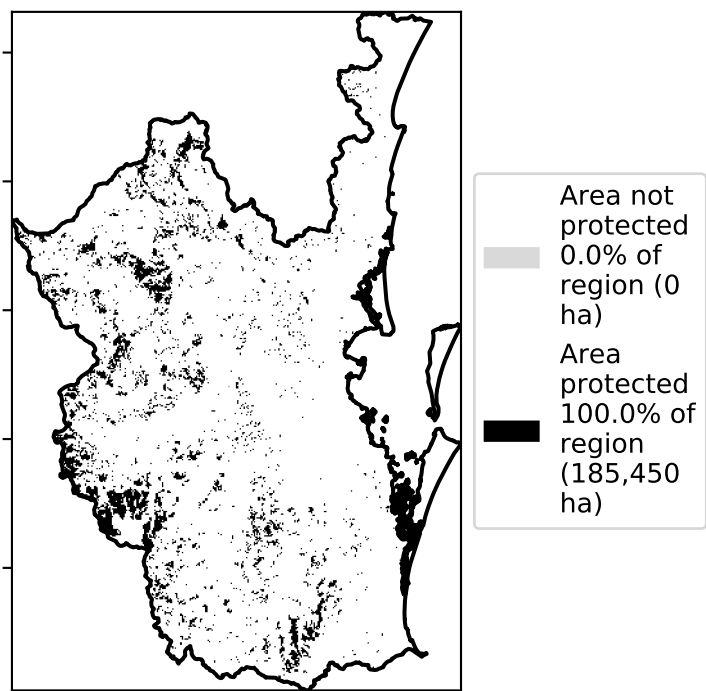 Area not
protected
0.0% of
region (0
ha)
Area
protected
100.0% of
region
(185,450
ha)